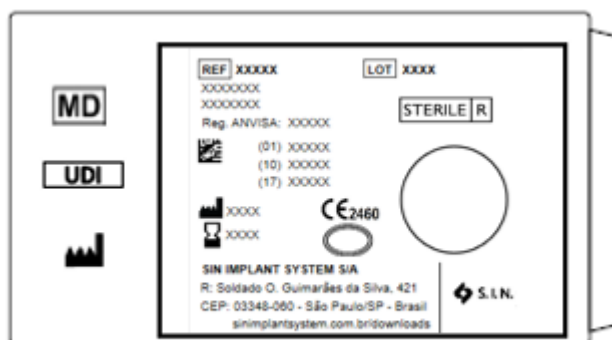 MD
UDI
REF XXXXX LOT XXXX
XXXXXXX
XXXXXXX
STERILE R
Reg. ANVISA: XXXXX
(01) XXXXX
(10) XXXXX
(17) XXXXX
XXXX
CE 2460
XXXX
SIN IMPLANT SYSTEM S/A
R: Soldado O. Guimarães da Silva, 421
CEP: 03348-060 - São Paulo/SP - Brasil
sinimplantsystem.com.br/downloads
S.I.N.